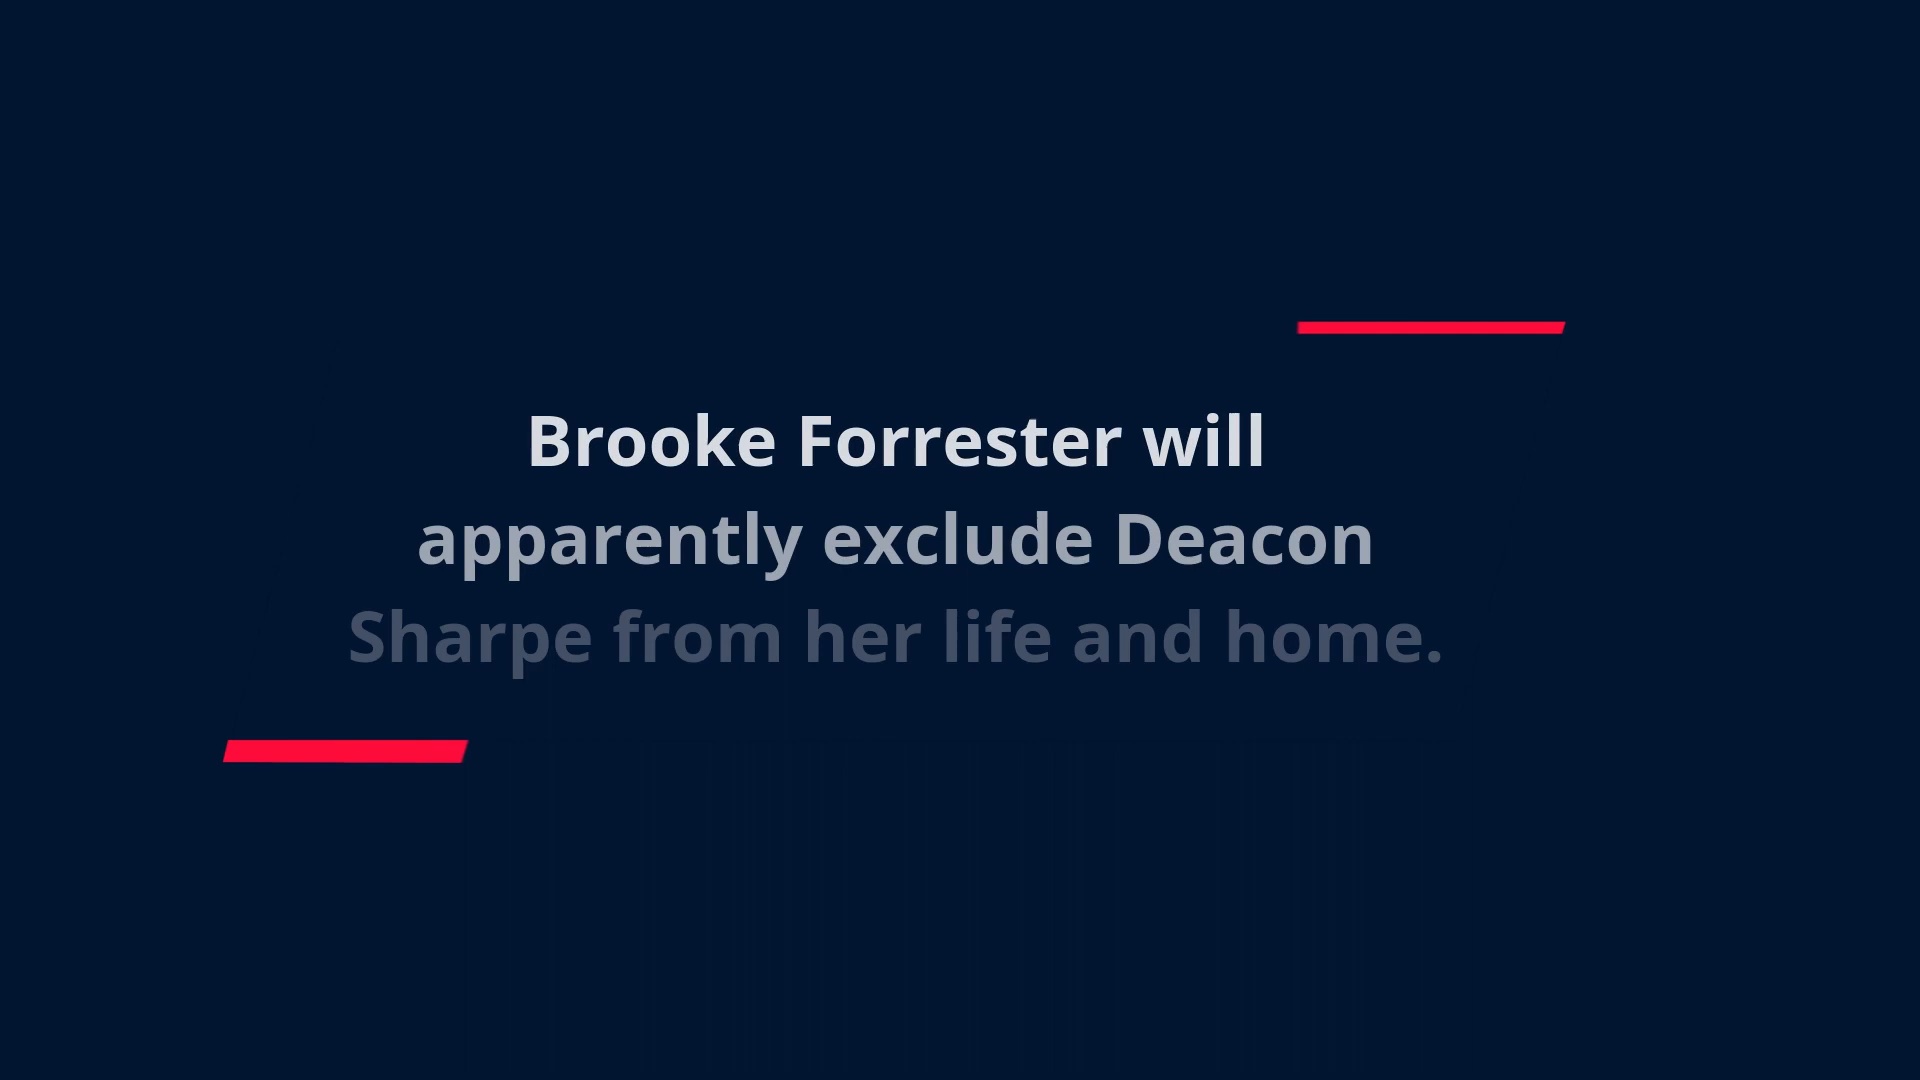 Brooke Forrester will
apparently exclude Deacon
Sharpe from her life and home.